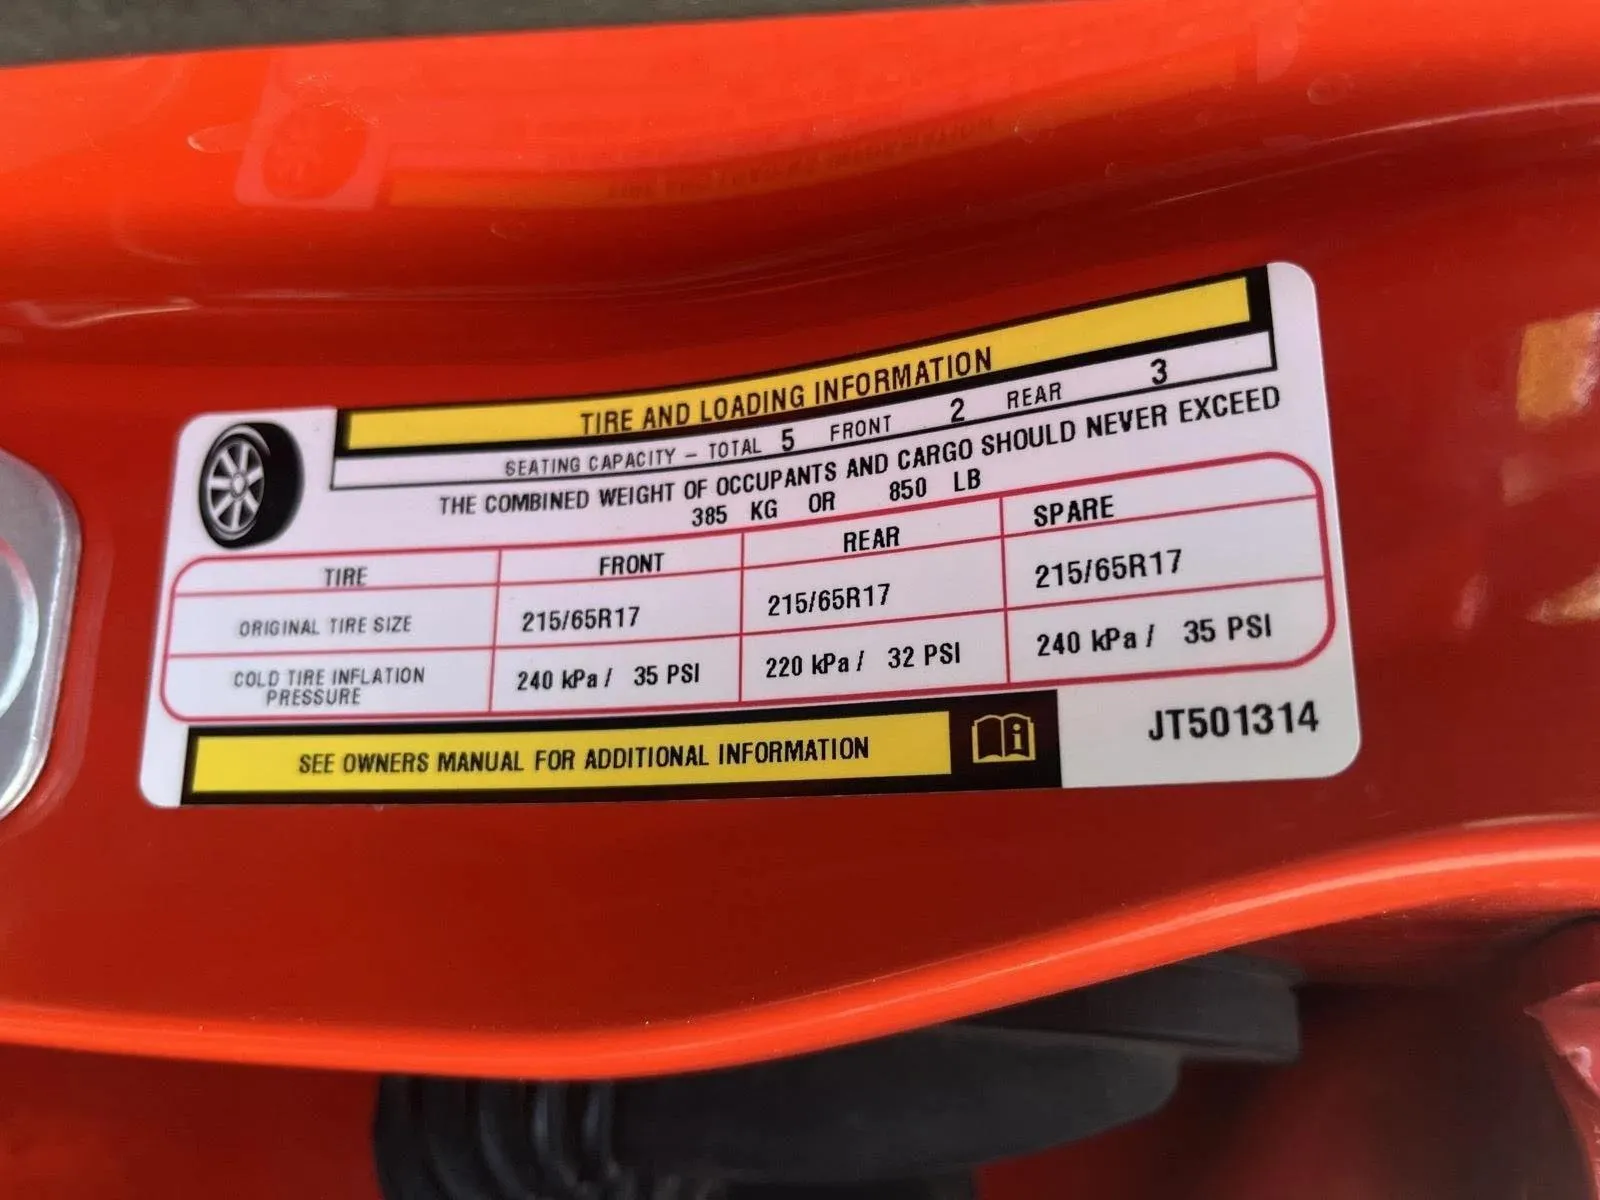 TIRE AND LOADING INFORMATION
SEATING CAPACITY – TOTAL 5 FRONT 2 REAR 3
THE COMBINED WEIGHT OF OCCUPANTS AND CARGO SHOULD NEVER EXCEED
385 KG OR 850 LB
TIRE FRONT REAR SPARE
ORIGINAL TIRE SIZE 215/65R17 215/65R17 215/65R17
COLD TIRE INFLATION
PRESSURE 240 kPa / 35 PSI 220 kPa / 32 PSI 240 kPa / 35 PSI
SEE OWNERS MANUAL FOR ADDITIONAL INFORMATION
JT501314